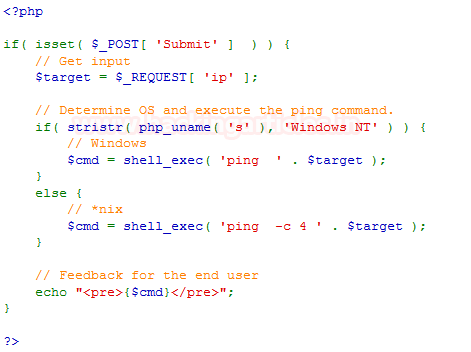 <?php

if( isset( $_POST[ 'Submit' ]  ) ) {
    // Get input
    $target = $_REQUEST[ 'ip' ];

    // Determine OS and execute the ping command.
    if( stristr( php_uname( 's' ), 'Windows NT' ) ) {
        // Windows
        $cmd = shell_exec( 'ping  ' . $target );
    }
    else {
        // *nix
        $cmd = shell_exec( 'ping  -c 4 ' . $target );
    }

    // Feedback for the end user
    echo "<pre>{$cmd}</pre>";
}

?>